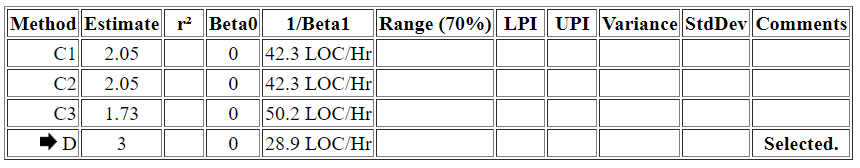 Method Estimate r² Beta0 1/Beta1 Range (70%) LPI UPI Variance StdDev Comments
C1 2.05 0 42.3 LOC/Hr
C2 2.05 0 42.3 LOC/Hr
C3 1.73 0 50.2 LOC/Hr
🡆 D 3 0 28.9 LOC/Hr Selected.